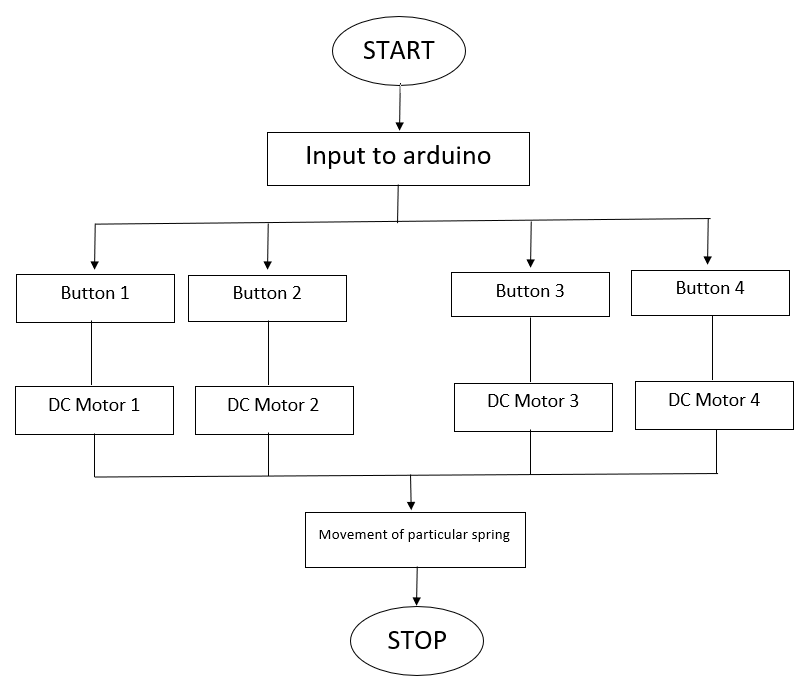 START
Input to arduino
Button 1
Button 2
Button 3
Button 4
DC Motor 1
DC Motor 2
DC Motor 3
DC Motor 4
Movement of particular spring
STOP